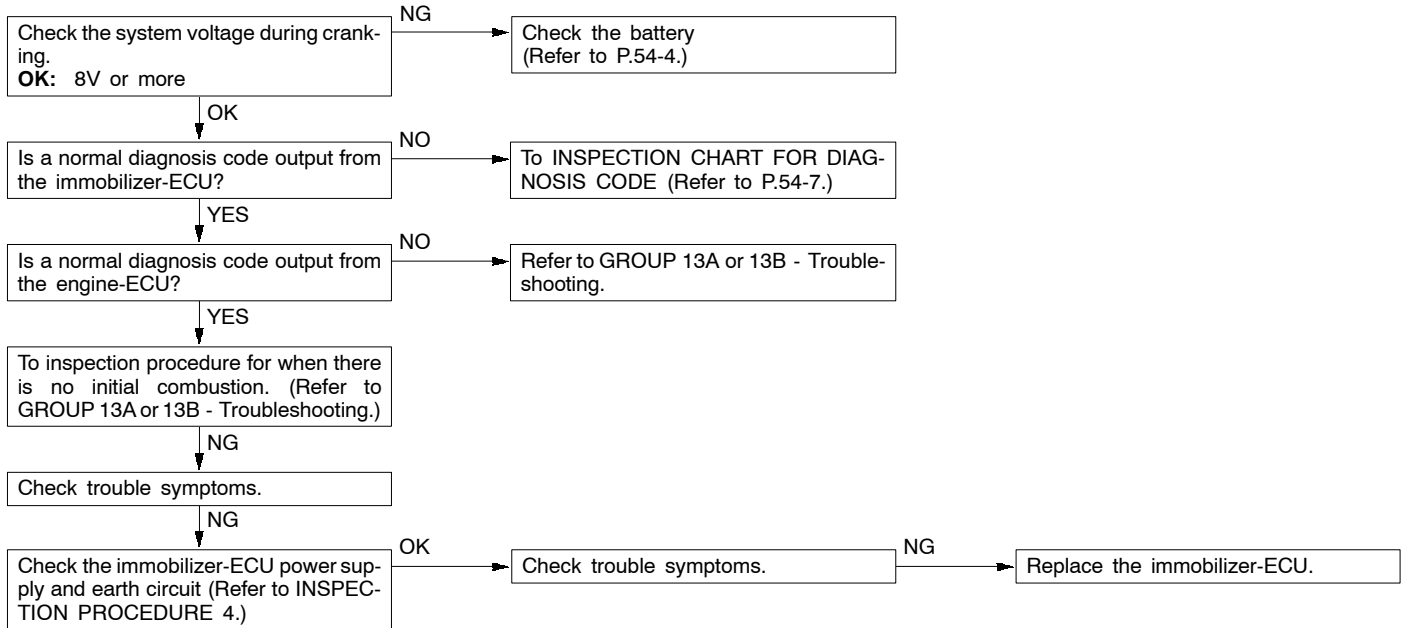 Check the system voltage during crank-
ing.
OK: 8V or more
NG
Check the battery
(Refer to P.54-4.)
OK
Is a normal diagnosis code output from
the immobilizer-ECU?
NO
To INSPECTION CHART FOR DIAG-
NOSIS CODE (Refer to P.54-7.)
YES
Is a normal diagnosis code output from
the engine-ECU?
NO
Refer to GROUP 13A or 13B - Trouble-
shooting.
YES
To inspection procedure for when there
is no initial combustion. (Refer to
GROUP 13A or 13B - Troubleshooting.)
NG
Check trouble symptoms.
NG
Check the immobilizer-ECU power sup-
ply and earth circuit (Refer to INSPEC-
TION PROCEDURE 4.)
OK
Check trouble symptoms.
NG
Replace the immobilizer-ECU.